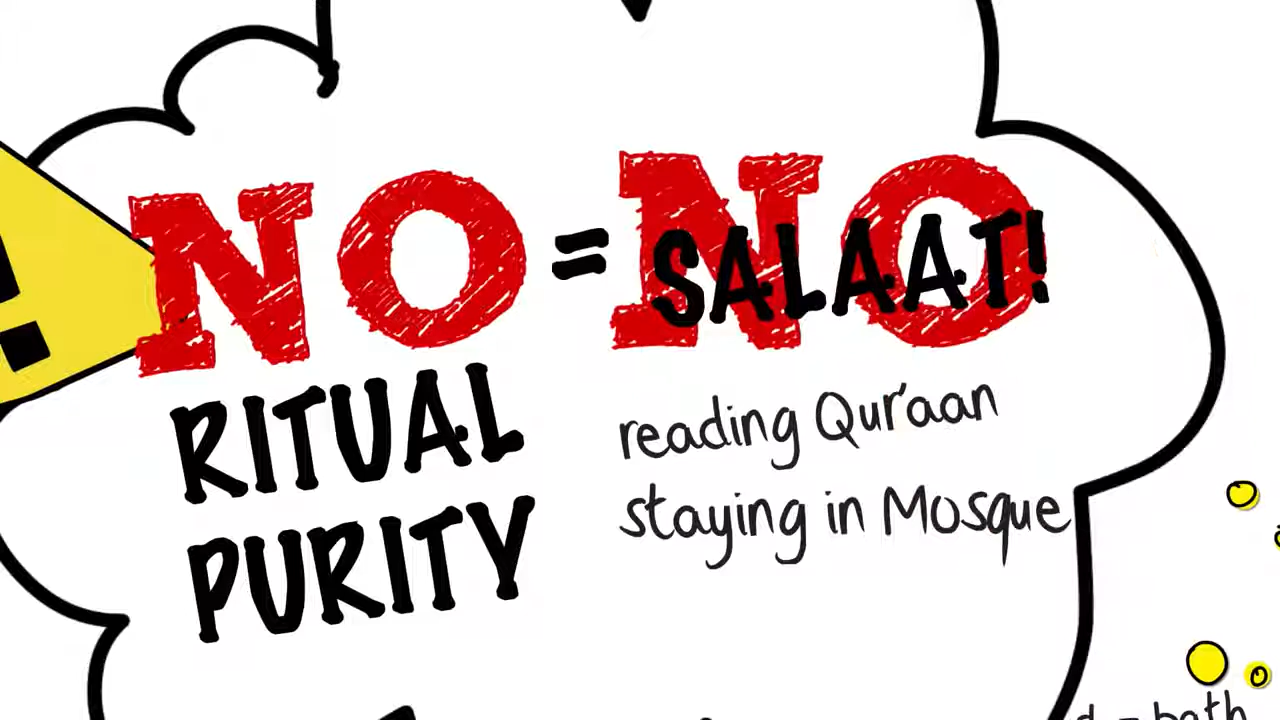 !
NO = NO
SALAAT!
RITUAL
PURITY
reading Qur'aan
staying in Mosque
bath